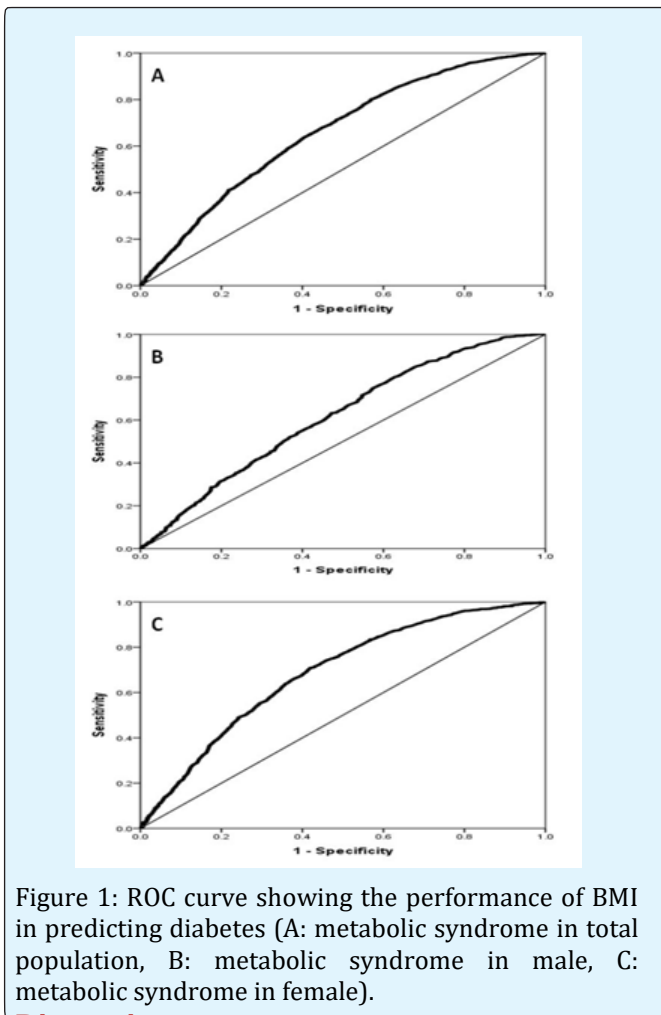 A
1.0
0.8
0.6
0.4
0.2
0.0
Sensitivity
0.0 0.2 0.4 0.6 0.8 1.0
1 - Specificity
B
1.0
0.8
0.6
0.4
0.2
0.0
Sensitivity
0.0 0.2 0.4 0.6 0.8 1.0
1 - Specificity
C
1.0
0.8
0.6
0.4
0.2
0.0
Sensitivity
0.0 0.2 0.4 0.6 0.8 1.0
1 - Specificity
Figure 1: ROC curve showing the performance of BMI
in predicting diabetes (A: metabolic syndrome in total
population, B: metabolic syndrome in male, C:
metabolic syndrome in female).